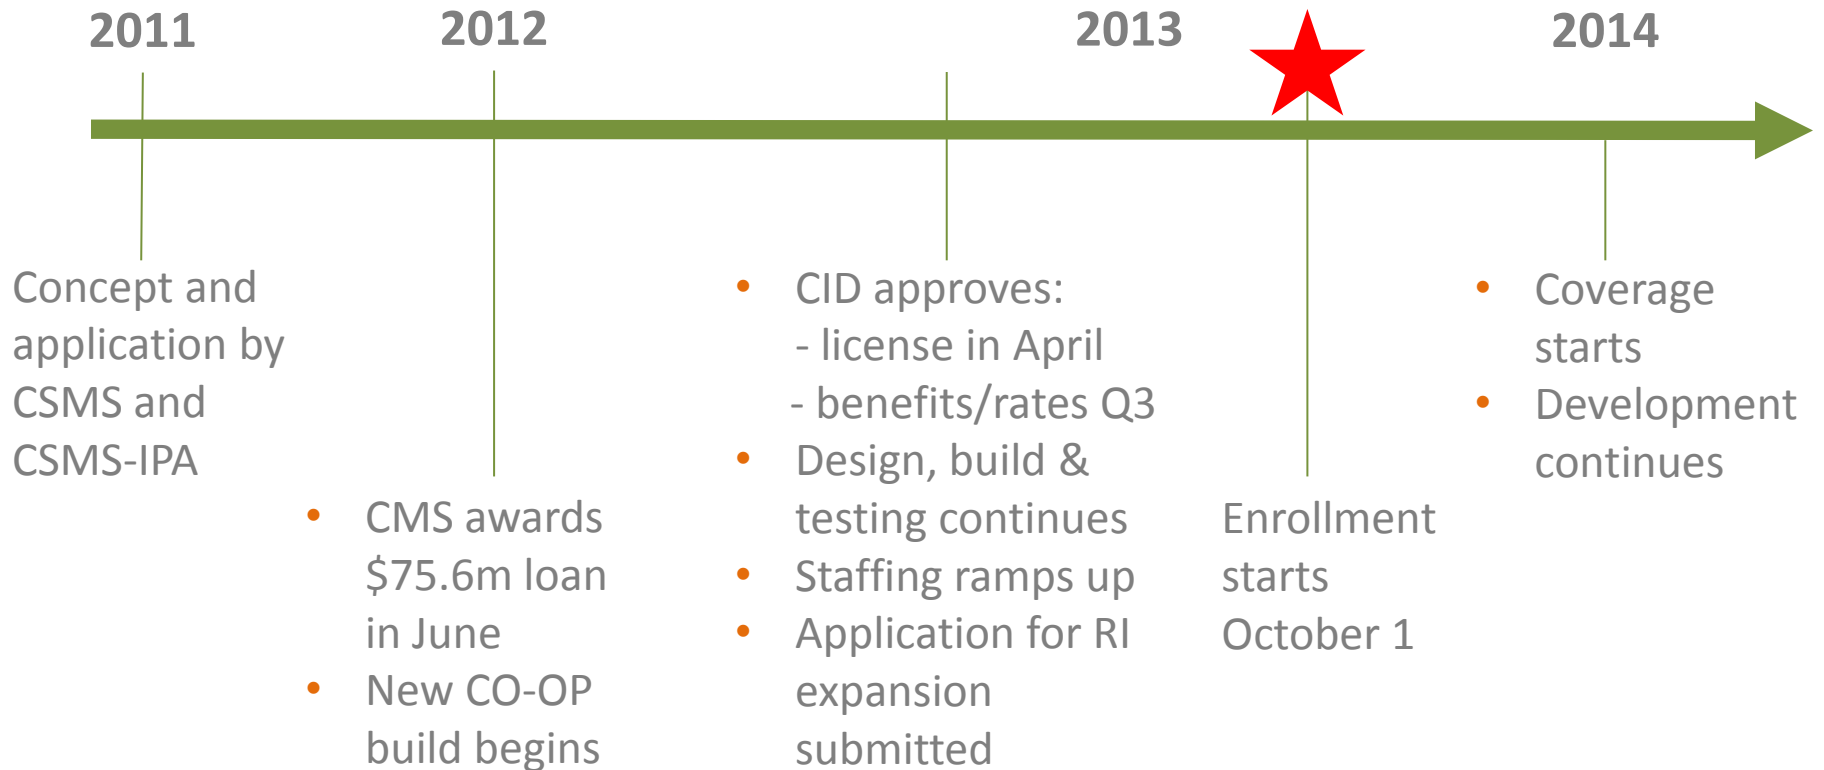 2011
2012
2013
2014
Concept and
application by
CSMS and
CSMS-IPA
• CMS awards
$75.6m loan
in June
• New CO-OP
build begins
• CID approves:
- license in April
- benefits/rates Q3
• Design, build &
testing continues
• Staffing ramps up
• Application for RI
expansion
submitted
Enrollment
starts
October 1
• Coverage
starts
• Development
continues